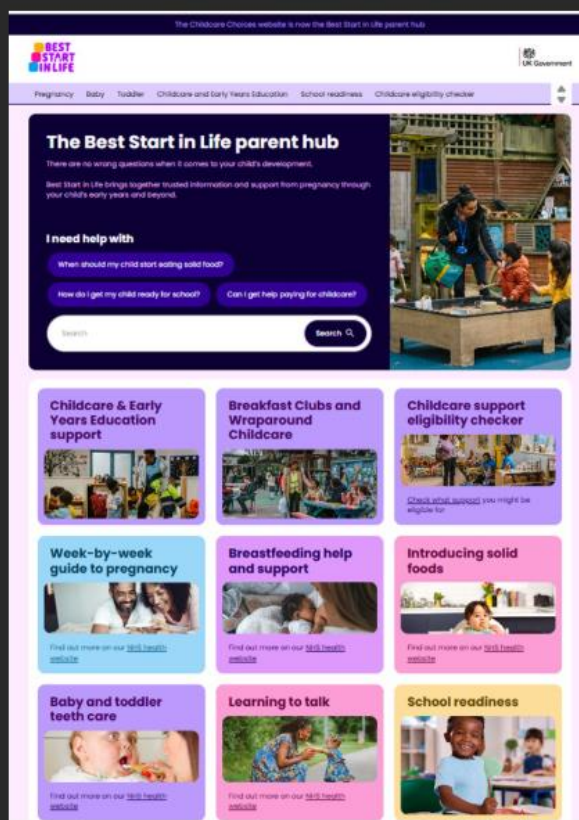 The Childcare Choices website is now the Best Start in Life parent hub
BEST
START
IN LIFE
UK Government
Pregnancy Baby Toddler Childcare and Early Years Education School readiness Childcare eligibility checker
The Best Start in Life parent hub
There are no wrong questions when it comes to your child's development.
Best Start in Life brings together trusted information and support from pregnancy through
your child's early years and beyond.
I need help with
When should my child start eating solid food?
How do I get my child ready for school? Can I get help paying for childcare?
Search Search
Childcare & Early
Years Education
support
Breakfast Clubs and
Wraparound
Childcare
Childcare support
eligibility checker
Check what support you might be
eligible for
Week-by-week
guide to pregnancy
Find out more on our NHS health
website
Breastfeeding help
and support
Find out more on our NHS health
website
Introducing solid
foods
Find out more on our NHS health
website
Baby and toddler
teeth care
Find out more on our NHS health
website
Learning to talk
Find out more on our NHS health
website
School readiness